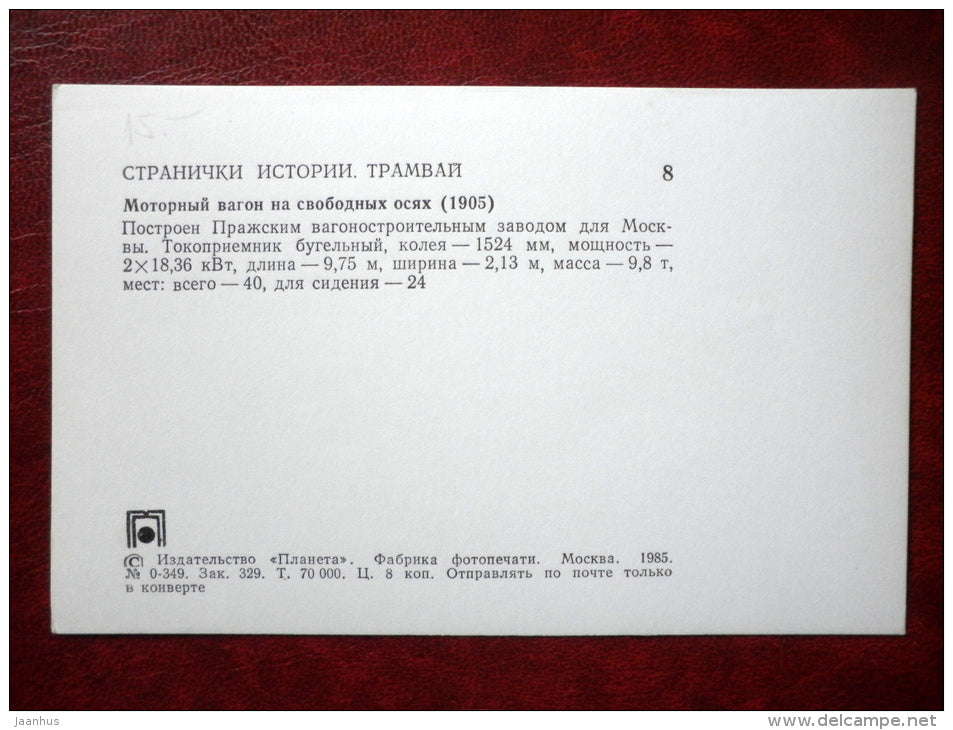 15.-
СТРАНИЧКИ ИСТОРИИ. ТРАМВАЙ 8
Моторный вагон на свободных осях (1905)
Построен Пражским вагоностроительным заводом для Моск-
вы. Токоприемник бугельный, колея — 1524 мм, мощность —
2×18,36 кВт, длина — 9,75 м, ширина — 2,13 м, масса — 9,8 т,
мест: всего — 40, для сидения — 24
© Издательство «Планета». Фабрика фотопечати. Москва. 1985.
№ 0-349. Зак. 329. Т. 70 000. Ц. 8 коп. Отправлять по почте только
в конверте
jaanhus
www.delcampe.net